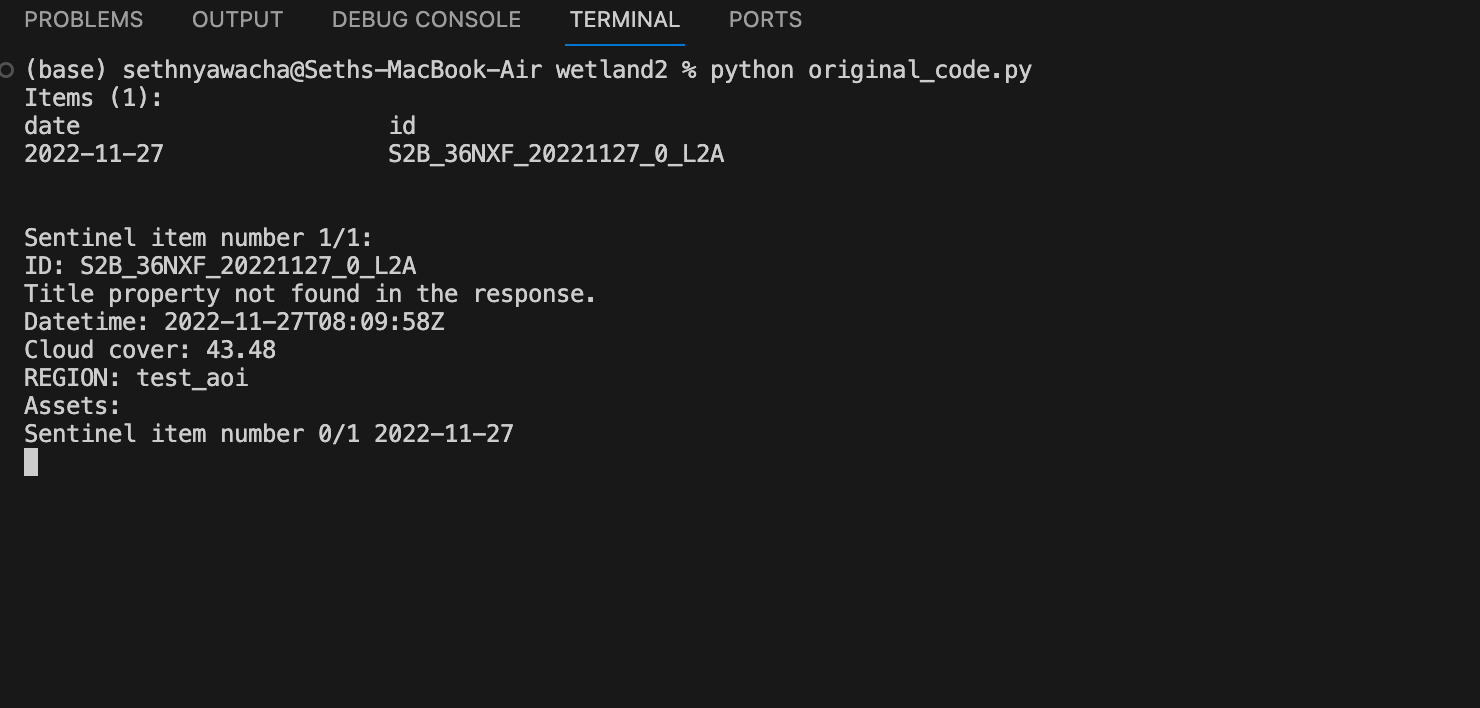 PROBLEMS OUTPUT DEBUG CONSOLE TERMINAL PORTS
(base) sethnyawacha@Seths-MacBook-Air wetland2 % python original_code.py
Items (1):
date id
2022-11-27 S2B_36NXF_20221127_0_L2A
Sentinel item number 1/1:
ID: S2B_36NXF_20221127_0_L2A
Title property not found in the response.
Datetime: 2022-11-27T08:09:58Z
Cloud cover: 43.48
REGION: test_aoi
Assets:
Sentinel item number 0/1 2022-11-27